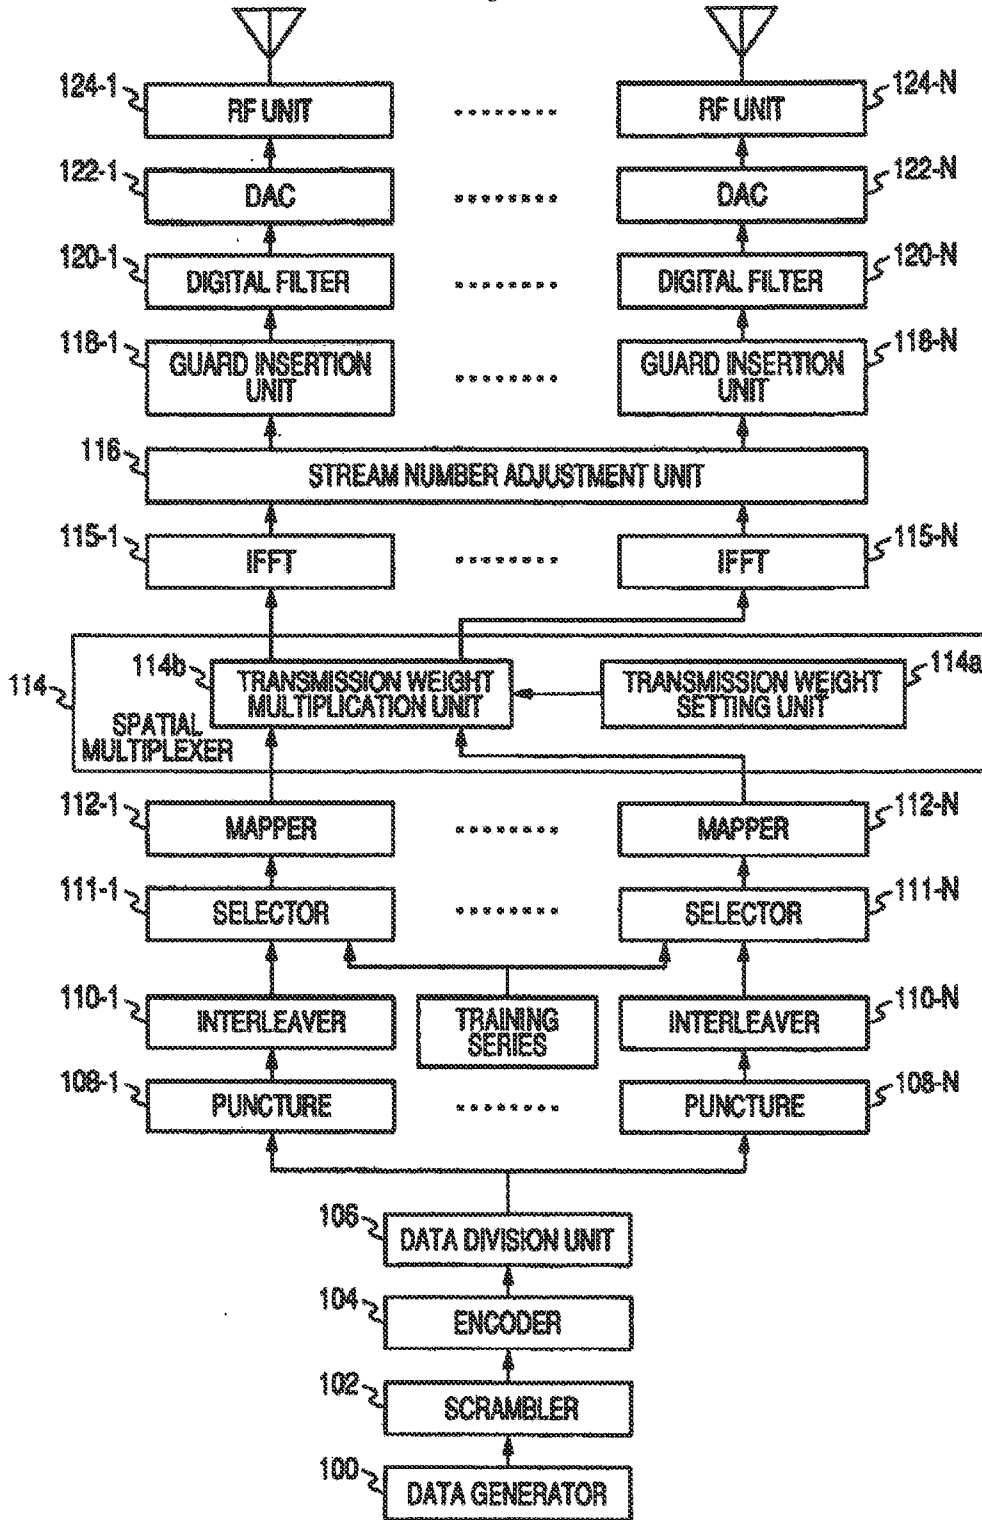 124-1
RF UNIT
RF UNIT
124-N
122-1
DAC
DAC
122-N
120-1
DIGITAL FILTER
DIGITAL FILTER
120-N
118-1
GUARD INSERTION
UNIT
GUARD INSERTION
UNIT
118-N
116
STREAM NUMBER ADJUSTMENT UNIT
115-1
IFFT
IFFT
115-N
114
SPATIAL
MULTIPLEXER
114b
TRANSMISSION WEIGHT
MULTIPLICATION UNIT
TRANSMISSION WEIGHT
SETTING UNIT
114a
112-1
MAPPER
MAPPER
112-N
111-1
SELECTOR
SELECTOR
111-N
110-1
INTERLEAVER
TRAINING
SERIES
INTERLEAVER
110-N
108-1
PUNCTURE
PUNCTURE
108-N
106
DATA DIVISION UNIT
104
ENCODER
102
SCRAMBLER
100
DATA GENERATOR